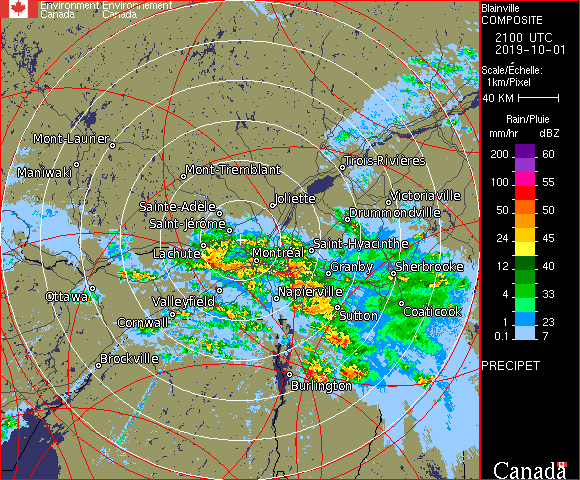 Environment Environnement
Canada Canada
Blainville
COMPOSITE
2100 UTC
2019-10-01
Scale/Échelle:
1km/Pixel
40 KM
Rain/Pluie
mm/hr dBZ
200 60
100 55
50 50
24 45
12 40
4 33
1 23
0.1 7
PRECIPET
Canada
Mont-Laurier
Maniwaki
Mont-Tremblant
Trois-Rivières
Joliette
Victoriaville
Sainte-Adèle
Drummondville
Saint-Jérôme
Saint-Hyacinthe
Lachute
Montréal
Granby
Sherbrooke
Ottawa
Valleyfield
Napierville
Coaticook
Sutton
Cornwall
Brockville
Burlington